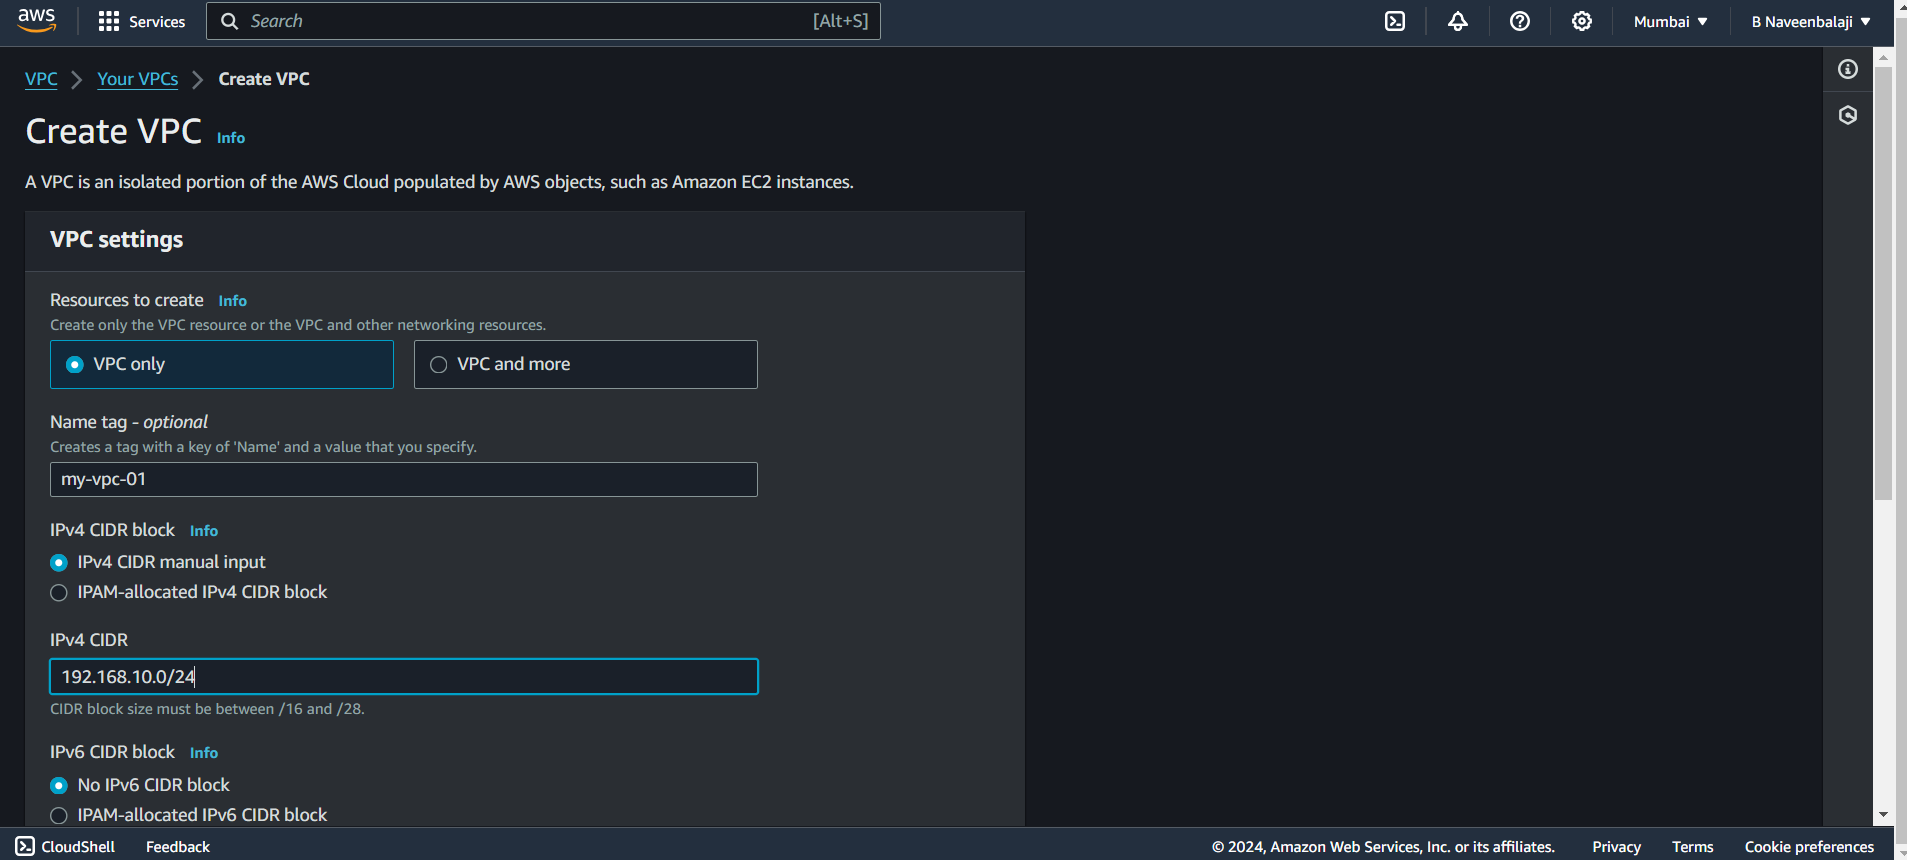 aws Services Search [Alt+S] Mumbai B Naveenbalaji
VPC Your VPCs Create VPC
Create VPC Info
A VPC is an isolated portion of the AWS Cloud populated by AWS objects, such as Amazon EC2 instances.
VPC settings
Resources to create Info
Create only the VPC resource or the VPC and other networking resources.
VPC only VPC and more
Name tag - optional
Creates a tag with a key of 'Name' and a value that you specify.
my-vpc-01
IPv4 CIDR block Info
IPv4 CIDR manual input
IPAM-allocated IPv4 CIDR block
IPv4 CIDR
192.168.10.0/24
CIDR block size must be between /16 and /28.
IPv6 CIDR block Info
No IPv6 CIDR block
IPAM-allocated IPv6 CIDR block
CloudShell Feedback © 2024, Amazon Web Services, Inc. or its affiliates. Privacy Terms Cookie preferences